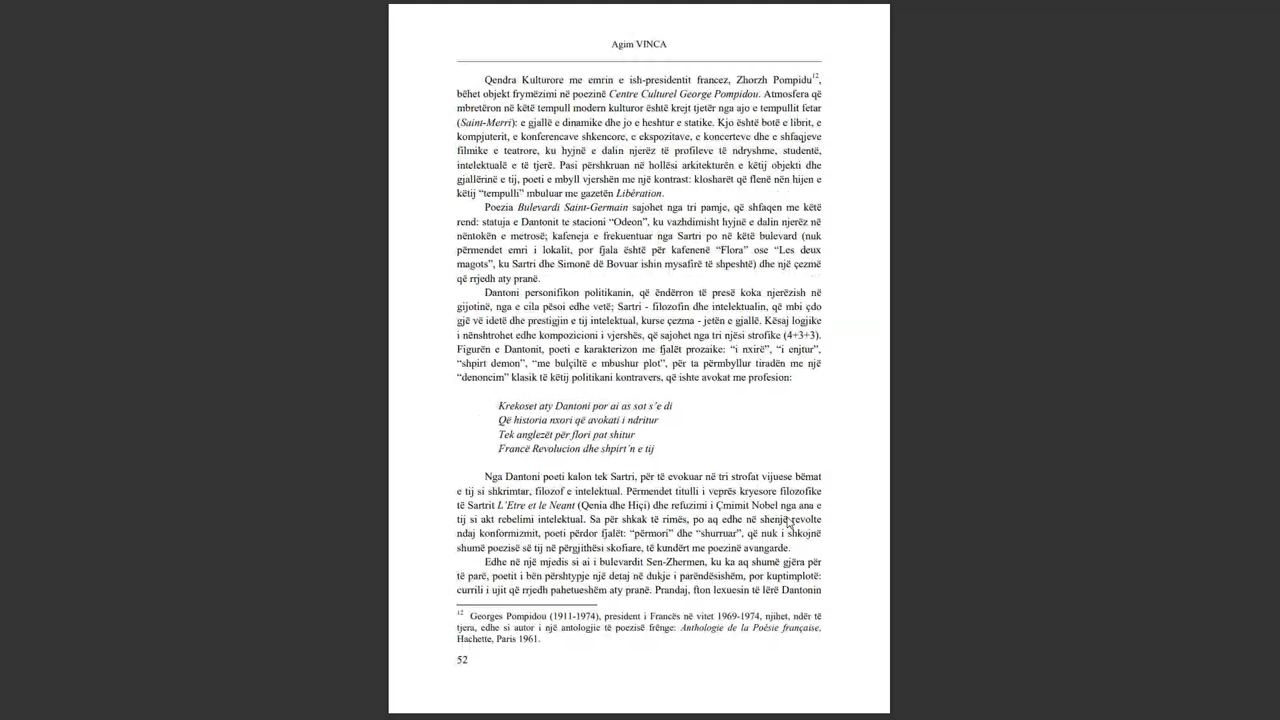 Agim VINCA
Qendra Kulturore me emrin e ish-presidentit francez, Zhorzh Pompidu12,
bëhet objekt frymëzimi në poezinë Centre Culturel George Pompidou. Atmosfera që
mbretëron në këtë tempull modern kulturor është krejt tjetër nga ajo e tempullit fetar
(Saint-Merri): e gjallë e dinamike dhe jo e heshtur e statike. Kjo është botë e librit, e
kompjuterit, e konferencave shkencore, e ekspozitave, e koncerteve dhe e shfaqjeve
filmike e teatrore, ku hyjnë e dalin njerëz të profileve të ndryshme, studentë,
intelektualë e të tjerë. Pasi përshkruan në hollësi arkitekturën e këtij objekti dhe
gjallërinë e tij, poeti e mbyll vjershën me një kontrast: klosharët që flenë nën hijen e
këtij “tempulli” mbuluar me gazetën Libération.
Poezia Bulevardi Saint-Germain sajohet nga tri pamje, që shfaqen me këtë
rend: statuja e Dantonit te stacioni “Odeon”, ku vazhdimisht hyjnë e dalin njerëz në
nëntokën e metrosë; kafeneja e frekuentuar nga Sartri po në këtë bulevard (nuk
përmendet emri i lokalit, por fjala është për kafenenë “Flora” ose “Les deux
magots”, ku Sartri dhe Simonë dë Bovuar ishin mysafirë të shpeshtë) dhe një çezmë
që rrjedh aty pranë.
Dantoni personifikon politikanin, që ëndërron të presë koka njerëzish në
gijotinë, nga e cila pësoi edhe vetë; Sartri - filozofin dhe intelektualin, që mbi çdo
gjë vë idetë dhe prestigjin e tij intelektual, kurse çezma - jetën e gjallë. Kësaj logjike
i nënshtrohet edhe kompozicioni i vjershës, që sajohet nga tri njësi strofike (4+3+3).
Figurën e Dantonit, poeti e karakterizon me fjalët prozaike: “i nxirë”, “i enjtur”,
“shpirt demon”, “me bulçiltë e mbushur plot”, për ta përmbyllur tiradën me një
“denoncim” klasik të këtij politikani kontravers, që ishte avokat me profesion:
Krekoset aty Dantoni por ai as sot s’e di
Që historia nxori që avokati i ndritur
Tek anglezët për flori pat shitur
Francë Revolucion dhe shpirt’n e tij
Nga Dantoni poeti kalon tek Sartri, për të evokuar në tri strofat vijuese bëmat
e tij si shkrimtar, filozof e intelektual. Përmendet titulli i veprës kryesore filozofike
të Sartrit L’Etre et le Neant (Qenia dhe Hiçi) dhe refuzimi i Çmimit Nobel nga ana e
tij si akt rebelimi intelektual. Sa për shkak të rimës, po aq edhe në shenjë revolte
ndaj konformizmit, poeti përdor fjalët: “përmori” dhe “shurruar”, që nuk i shkojnë
shumë poezisë së tij në përgjithësi skofiare, të kundërt me poezinë avangarde.
Edhe në një mjedis si ai i bulevardit Sen-Zhermen, ku ka aq shumë gjëra për
të parë, poetit i bën përshtypje një detaj në dukje i parëndësishëm, por kuptimplotë:
currili i ujit që rrjedh pahetueshëm aty pranë. Prandaj, fton lexuesin të lërë Dantonin
12 Georges Pompidou (1911-1974), president i Francës në vitet 1969-1974, njihet, ndër të
tjera, edhe si autor i një antologjie të poezisë frënge: Anthologie de la Poésie française,
Hachette, Paris 1961.
52